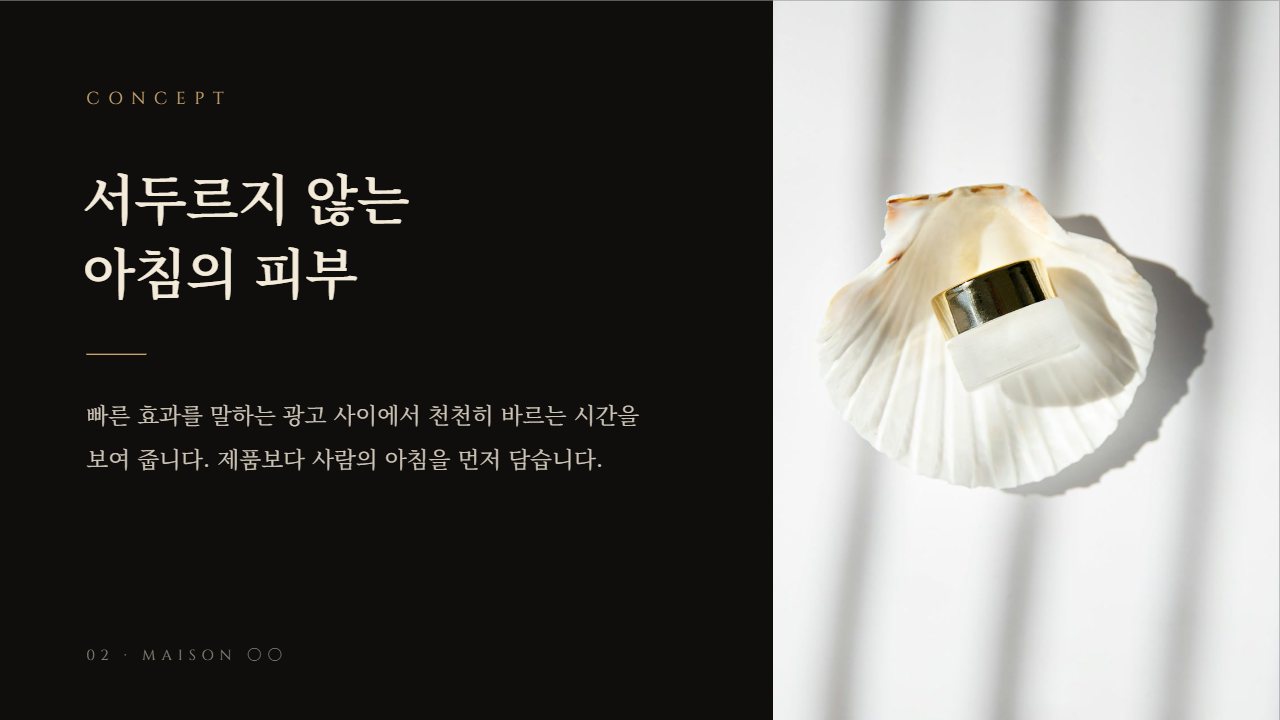 CONCEPT
서두르지 않는
아침의 피부
빠른 효과를 말하는 광고 사이에서 천천히 바르는 시간을
보여 줍니다. 제품보다 사람의 아침을 먼저 담습니다.
02 · MAISON 〇〇